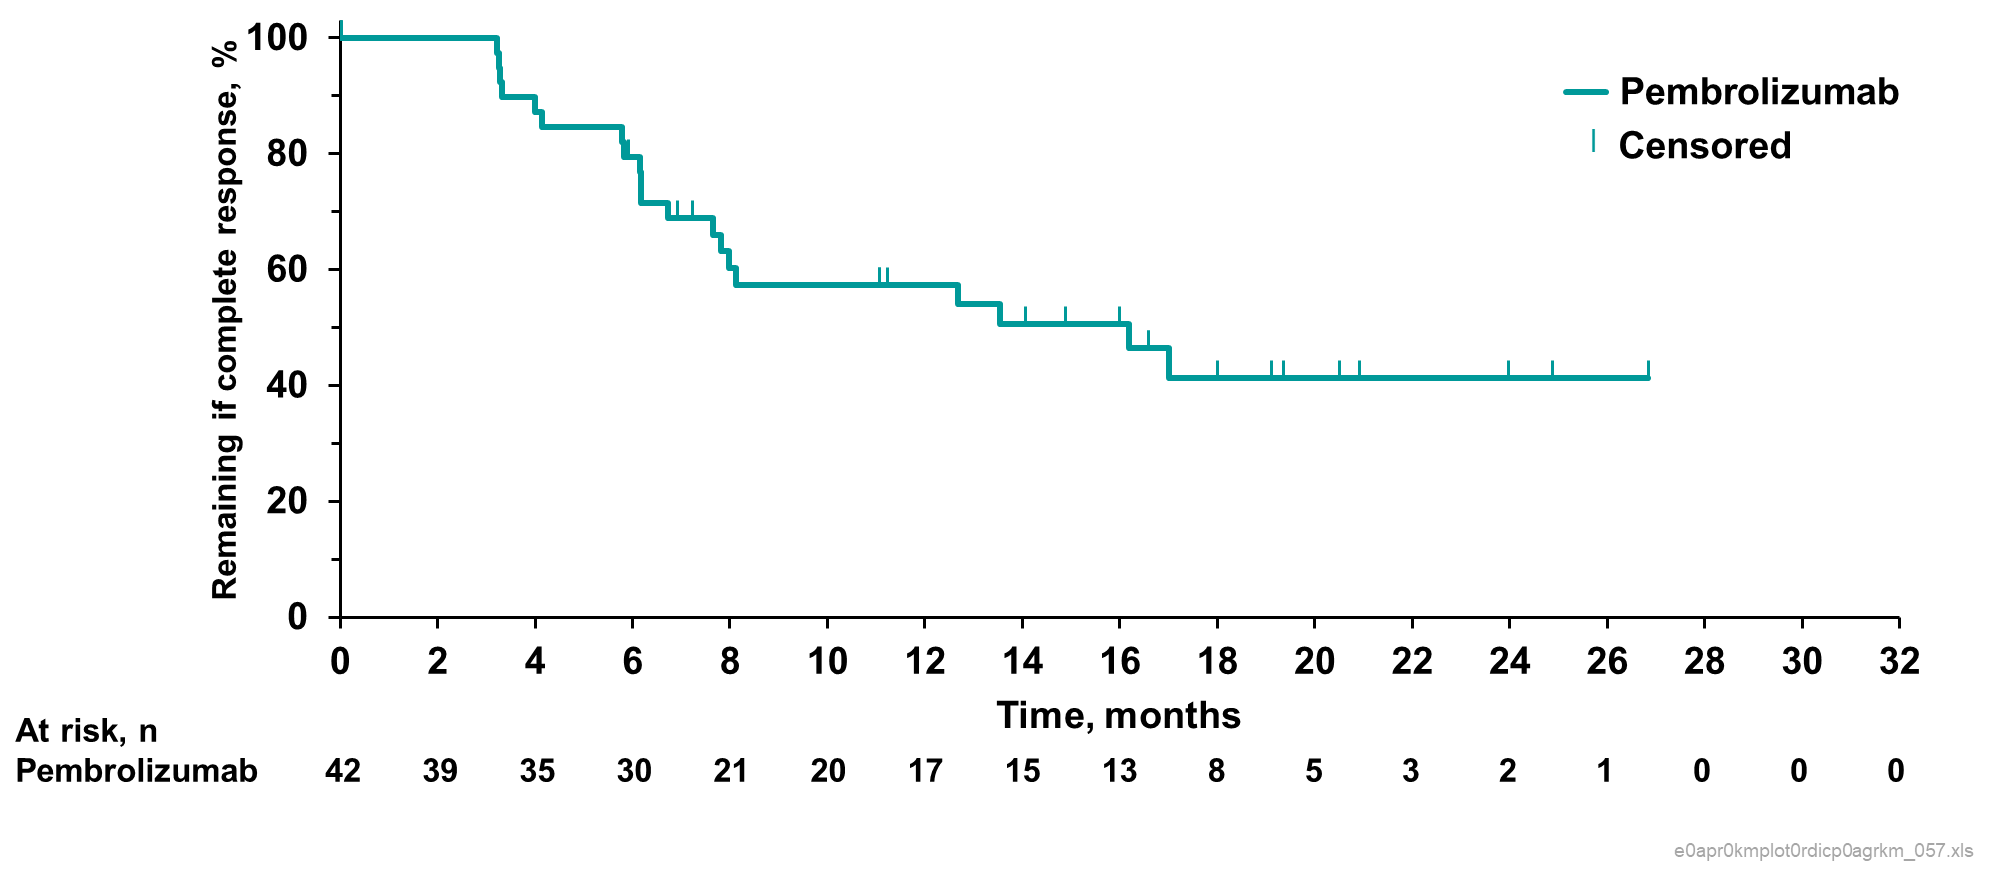 Remaining if complete response, %
100
80
60
40
20
0
Pembrolizumab
Censored
0 2 4 6 8 10 12 14 16 18 20 22 24 26 28 30 32
Time, months
At risk, n
Pembrolizumab 42 39 35 30 21 20 17 15 13 8 5 3 2 1 0 0 0
e0apr0kmplot0rdicp0agrkm_057.xls